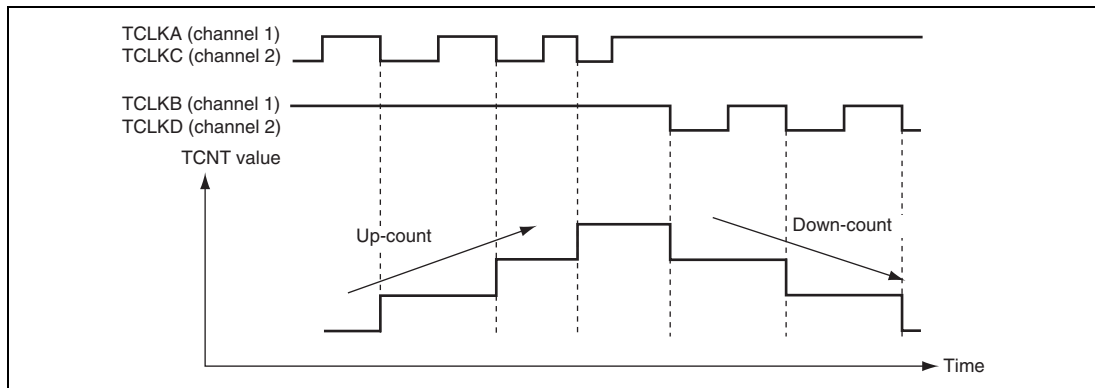 TCLKA (channel 1)
TCLKC (channel 2)
TCLKB (channel 1)
TCLKD (channel 2)
TCNT value
Up-count
Down-count
Time